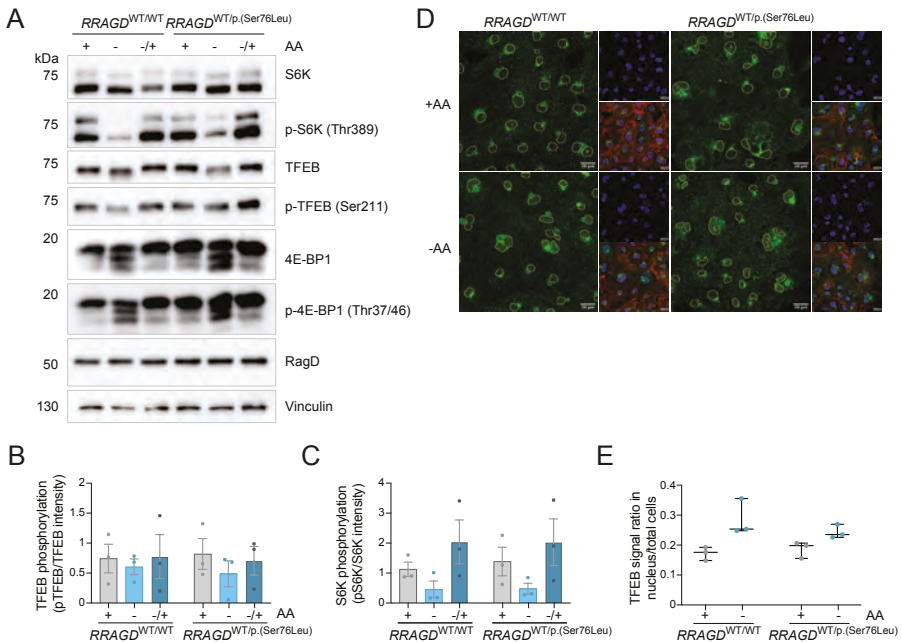 A
RRAGD^WT/WT RRAGD^WT/p.(Ser76Leu)
+ - -/+ + - -/+ AA
kDa
75 S6K
75 p-S6K (Thr389)
75 TFEB
75 p-TFEB (Ser211)
20 4E-BP1
20 p-4E-BP1 (Thr37/46)
50 RagD
130 Vinculin
D
RRAGD^WT/WT RRAGD^WT/p.(Ser76Leu)
+AA
-AA
B
TFEB phosphorylation
(pTFEB/TFEB intensity)
2.0
1.5
1.0
0.5
0
+ - -/+ + - -/+ AA
RRAGD^WT/WT RRAGD^WT/p.(Ser76Leu)
C
S6K phosphorylation
(pS6K/S6K intensity)
4
3
2
1
0
+ - -/+ + - -/+ AA
RRAGD^WT/WT RRAGD^WT/p.(Ser76Leu)
E
TFEB signal ratio in
nucleus/total cells
0.4
0.3
0.2
0.1
0
+ - + - AA
RRAGD^WT/WT RRAGD^WT/p.(Ser76Leu)